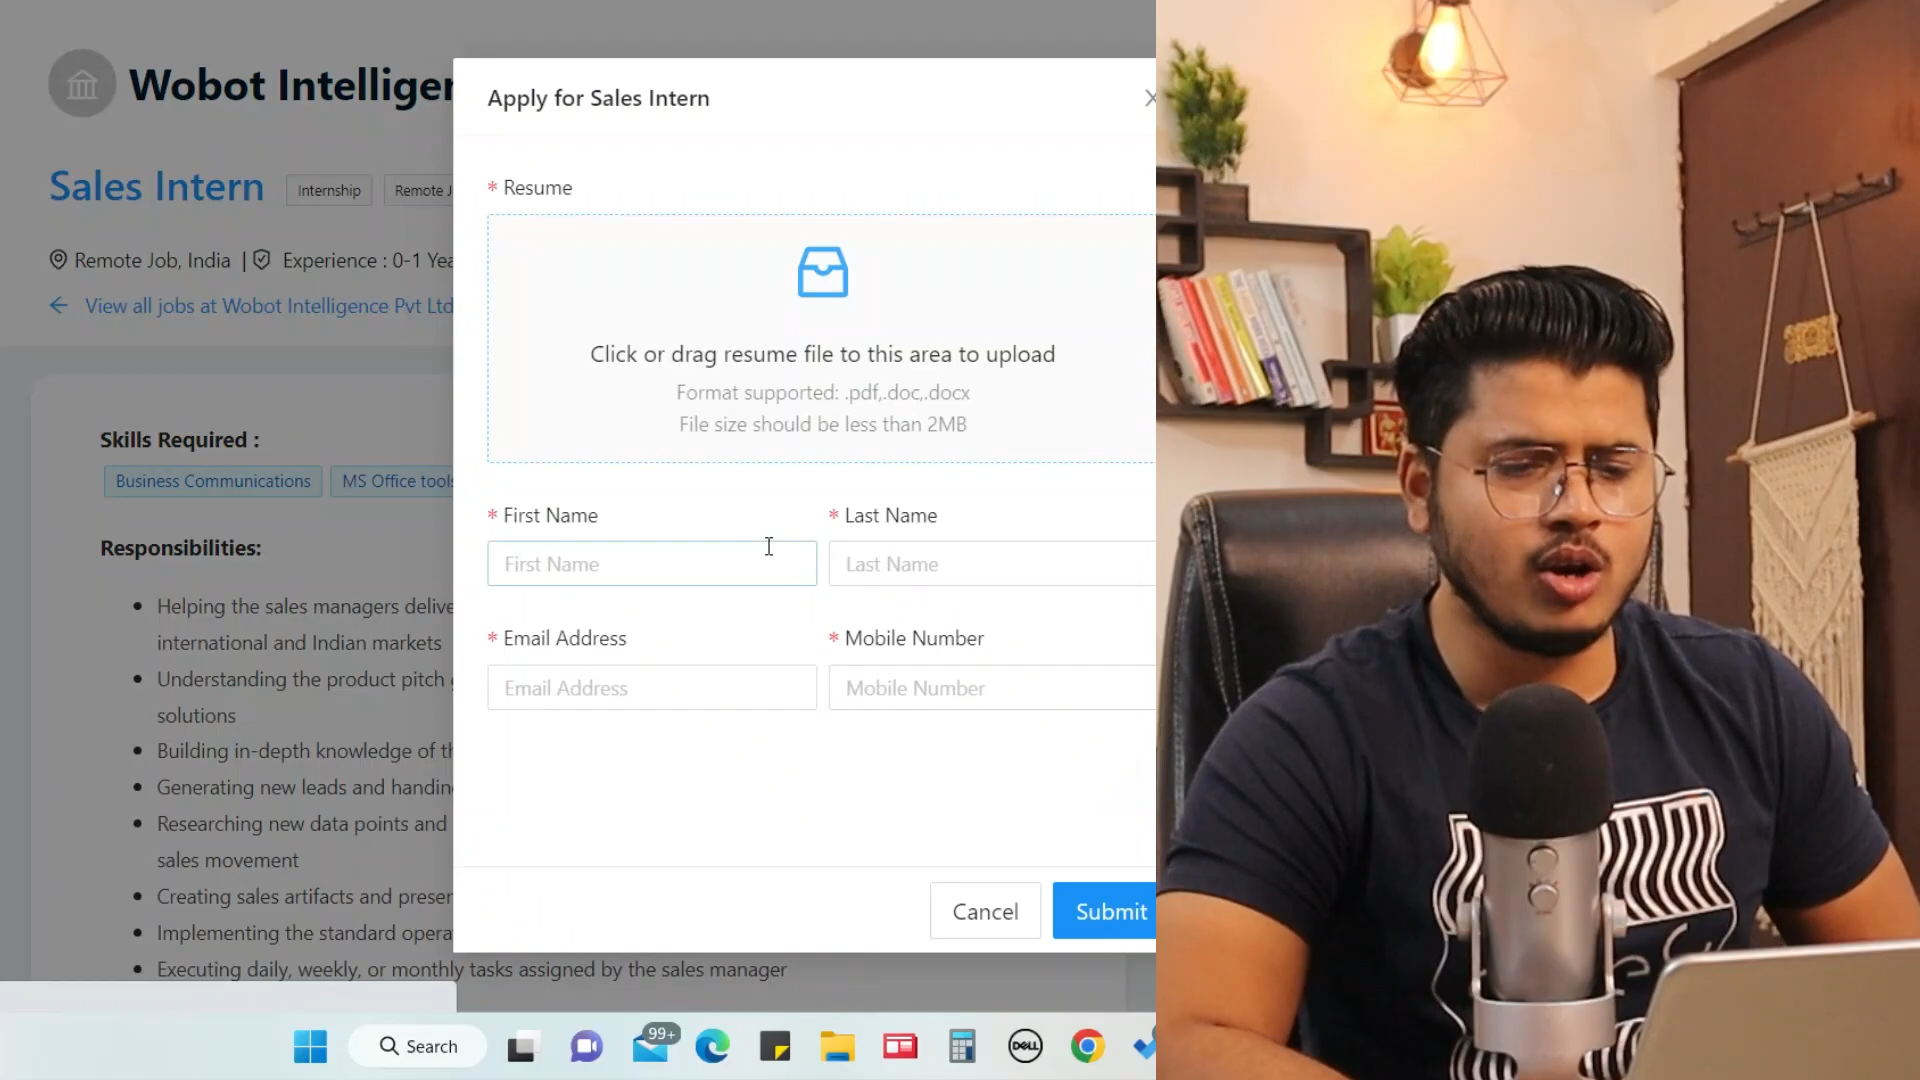 Wobot Intelliger
Sales Intern
Internship
Remote J
Remote Job, India | Experience : 0-1 Yea
View all jobs at Wobot Intelligence Pvt Ltd
Skills Required :
Business Communications
MS Office tools
Responsibilities:
Helping the sales managers delive
international and Indian markets
Understanding the product pitch
solutions
Building in-depth knowledge of th
Generating new leads and handin
Researching new data points and
sales movement
Creating sales artifacts and preser
Implementing the standard opera
Executing daily, weekly, or monthly tasks assigned by the sales manager
Apply for Sales Intern
* Resume
Click or drag resume file to this area to upload
Format supported: .pdf,.doc,.docx
File size should be less than 2MB
* First Name
* Last Name
First Name
Last Name
* Email Address
* Mobile Number
Email Address
Mobile Number
Cancel
Submit
Search
99+
DELL